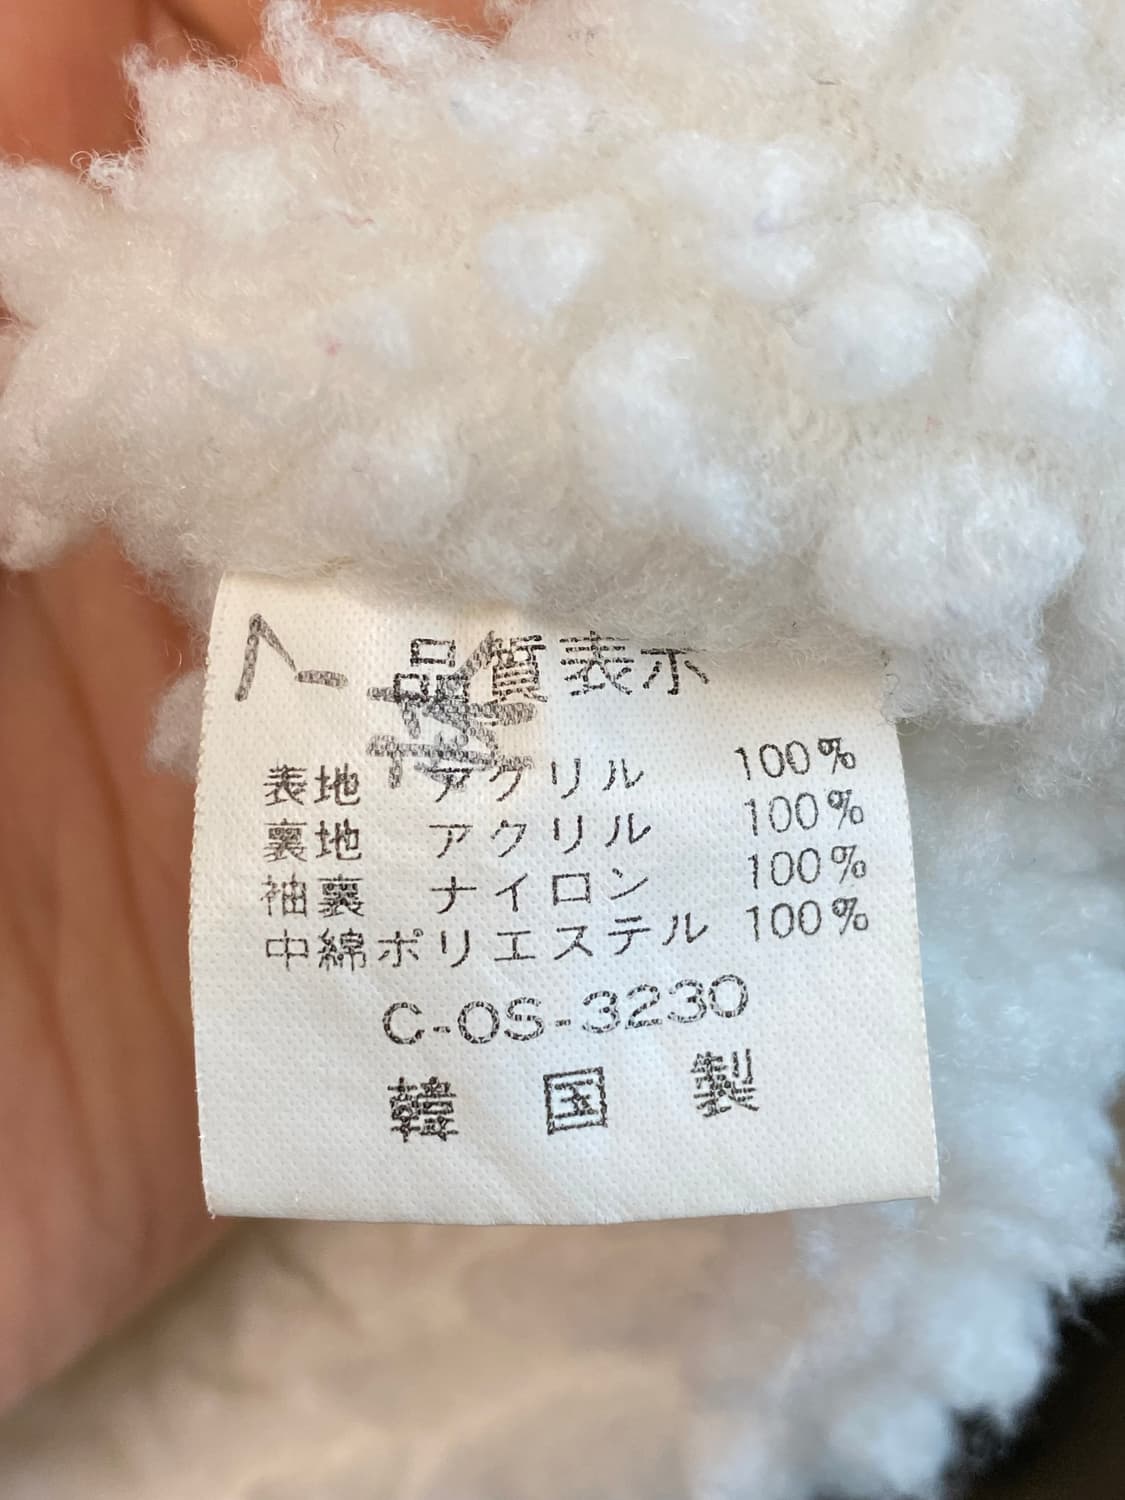 品質表示
表地 アクリル 100%
裏地 アクリル 100%
袖裏 ナイロン 100%
中綿ポリエステル 100%
C-OS-3230
韓国製